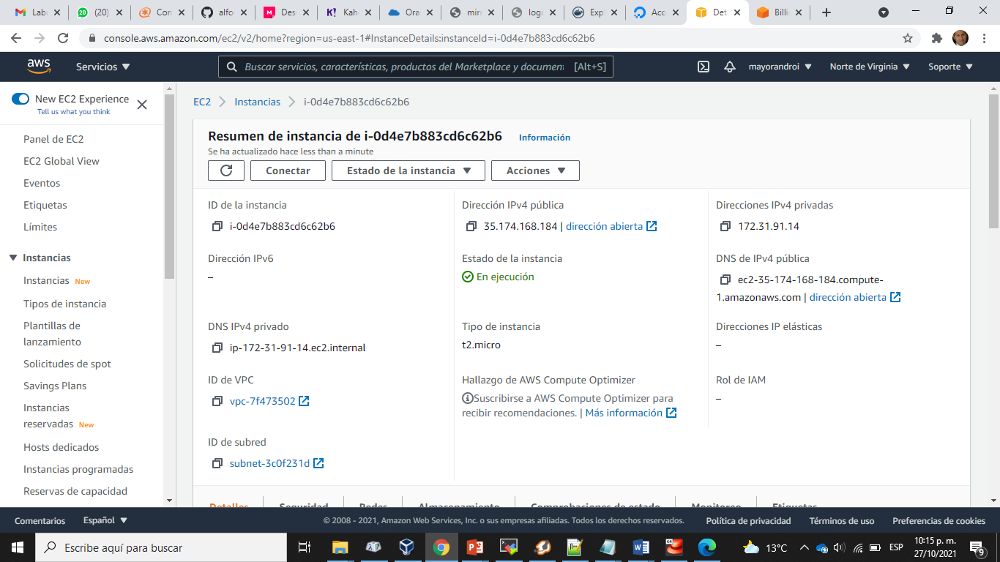 Labo
(20)
Con
alfo
Des
Kah
Ora
miri
logi
Exp
Acc
Det
Billi
console.aws.amazon.com/ec2/v2/home?region=us-east-1#InstanceDetails:instanceId=i-0d4e7b883cd6c62b6
aws
Servicios
Buscar servicios, características, productos del Marketplace y document
[Alt+S]
mayorandroi
Norte de Virginia
Soporte
New EC2 Experience
Tell us what you think
Panel de EC2
EC2 Global View
Eventos
Etiquetas
Límites
Instancias
Instancias New
Tipos de instancia
Plantillas de
lanzamiento
Solicitudes de spot
Savings Plans
Instancias
reservadas New
Hosts dedicados
Instancias programadas
Reservas de capacidad
EC2
Instancias
i-0d4e7b883cd6c62b6
Resumen de instancia de i-0d4e7b883cd6c62b6
Información
Se ha actualizado hace less than a minute
Conectar
Estado de la instancia
Acciones
ID de la instancia
i-0d4e7b883cd6c62b6
Dirección IPv4 pública
35.174.168.184 | dirección abierta
Direcciones IPv4 privadas
172.31.91.14
Dirección IPv6
–
Estado de la instancia
En ejecución
DNS de IPv4 pública
ec2-35-174-168-184.compute-
1.amazonaws.com | dirección abierta
DNS IPv4 privado
ip-172-31-91-14.ec2.internal
Tipo de instancia
t2.micro
Direcciones IP elásticas
–
ID de VPC
vpc-7f473502
Hallazgo de AWS Compute Optimizer
Suscribirse a AWS Compute Optimizer para
recibir recomendaciones. | Más información
Rol de IAM
–
ID de subred
subnet-3c0f231d
Detalles
Seguridad
Redes
Almacenamiento
Comprobaciones de estado
Monitoreo
Etiquetas
Comentarios
Español
© 2008 - 2021, Amazon Web Services, Inc. o sus empresas afiliadas. Todos los derechos reservados.
Política de privacidad
Términos de uso
Preferencias de cookies
Escribe aquí para buscar
13°C
ESP
10:15 p. m.
27/10/2021
9